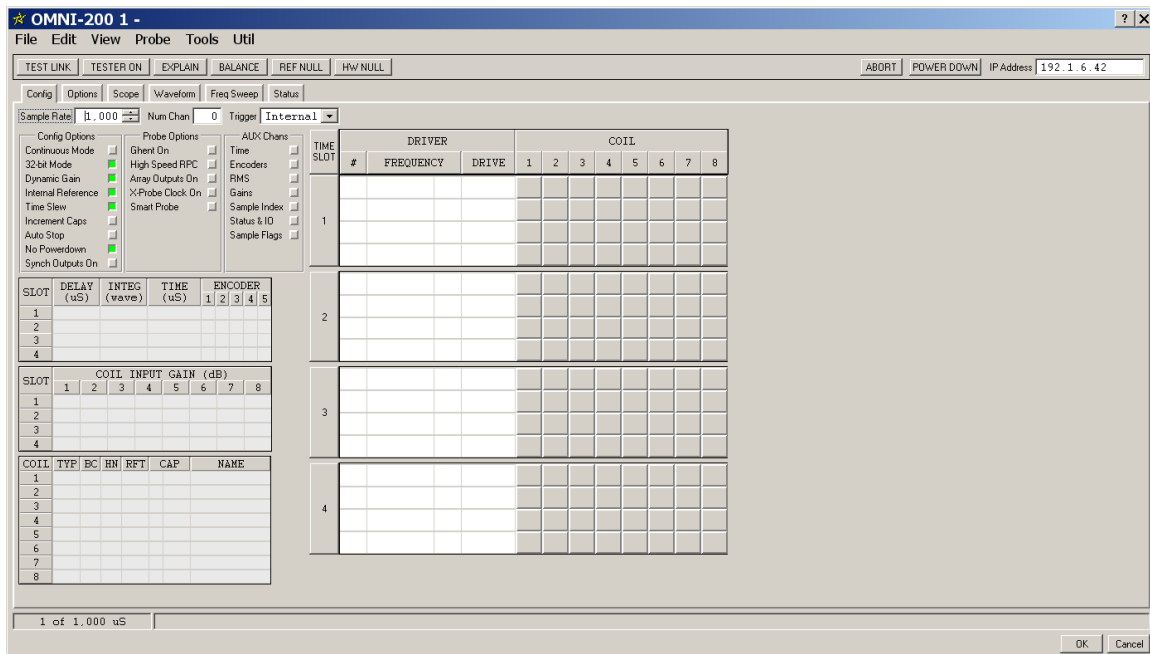 OMNI-200 1 -
? X
File Edit View Probe Tools Util
TEST LINK TESTER ON EXPLAIN BALANCE REF NULL HW NULL ABORT POWER DOWN IP Address 192.1.6.42
Config Options Scope Waveform Freq Sweep Status
Sample Rate 1,000 Num Chan 0 Trigger Internal
Config Options
Continuous Mode
32-bit Mode
Dynamic Gain
Internal Reference
Time Slew
Increment Caps
Auto Stop
No Powerdown
Synch Outputs On
Probe Options
Ghent On
High Speed RPC
Array Outputs On
X-Probe Clock On
Smart Probe
AUX Chans
Time
Encoders
RMS
Gains
Sample Index
Status & IO
Sample Flags
SLOT DELAY (uS) INTEG (wave) TIME (uS) ENCODER
1 2 3 4 5
1
2
3
4
SLOT COIL INPUT GAIN (dB)
1 2 3 4 5 6 7 8
1
2
3
4
COIL TYP BC HN RFT CAP NAME
1
2
3
4
5
6
7
8
TIME SLOT DRIVER COIL
# FREQUENCY DRIVE 1 2 3 4 5 6 7 8
1
2
3
4
1 of 1,000 uS
OK Cancel